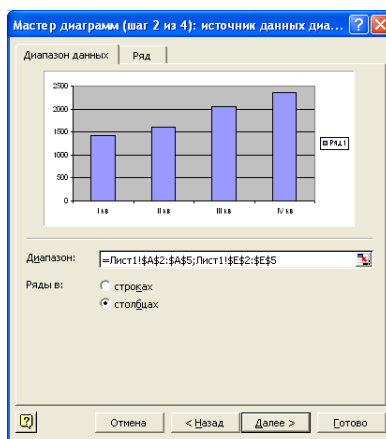 Мастер диаграмм (шаг 2 из 4): источник данных диа... ? X
Диапазон данных Ряд
2500
2000
1500
1000
500
0
I кв II кв III кв IV кв
Ряд1
Диапазон: =Лист1!$A$2:$A$5;Лист1!$E$2:$E$5
Ряды в: строках
столбцах
? Отмена < Назад Далее > Готово